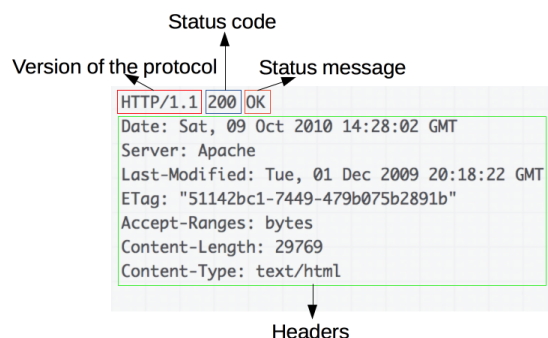 Status code
Version of the protocol Status message
HTTP/1.1 200 OK
Date: Sat, 09 Oct 2010 14:28:02 GMT
Server: Apache
Last-Modified: Tue, 01 Dec 2009 20:18:22 GMT
ETag: "51142bc1-7449-479b075b2891b"
Accept-Ranges: bytes
Content-Length: 29769
Content-Type: text/html
Headers